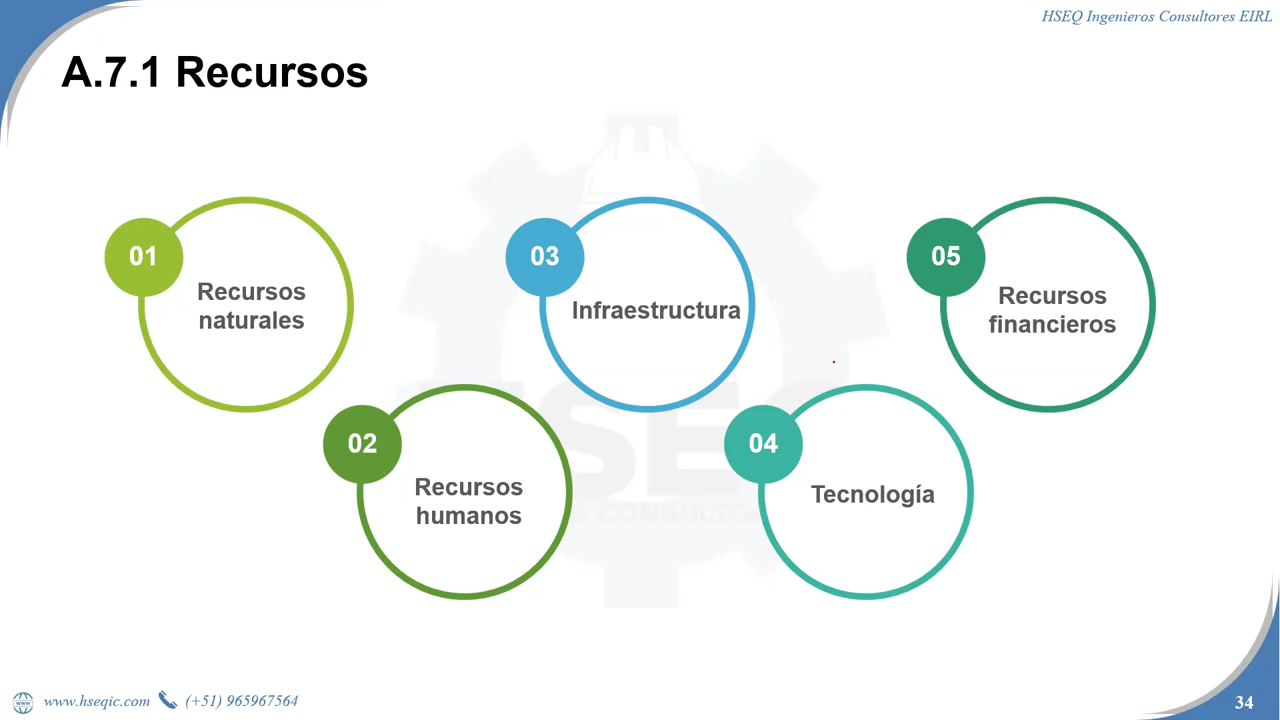 HSEQ Ingenieros Consultores EIRL
A.7.1 Recursos
01
Recursos
naturales
02
Recursos
humanos
03
Infraestructura
04
Tecnología
05
Recursos
financieros
www.hseqic.com (+51) 965967564
34